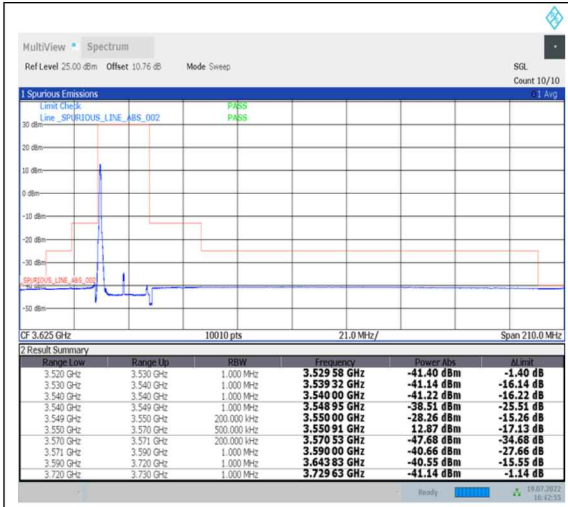 MultiView Spectrum
Ref Level 25.00 dBm Offset 10.76 dB Mode Sweep SGL
Count 10/10
1 Spurious Emissions 1 Avg
Limit Check PASS
Line _SPURIOUS_LINE_ABS_002 PASS
30 dBm
20 dBm
10 dBm
0 dBm
-10 dBm
-20 dBm
-30 dBm
SPURIOUS_LINE_ABS_002
-50 dBm
CF 3.625 GHz 10010 pts 21.0 MHz/ Span 210.0 MHz
2 Result Summary
Range Low Range Up RBW Frequency Power Abs ΔLimit
3.520 GHz 3.530 GHz 1.000 MHz 3.529 58 GHz -41.40 dBm -1.40 dB
3.530 GHz 3.540 GHz 1.000 MHz 3.539 32 GHz -41.14 dBm -16.14 dB
3.540 GHz 3.540 GHz 1.000 MHz 3.540 00 GHz -41.22 dBm -16.22 dB
3.540 GHz 3.549 GHz 1.000 MHz 3.548 95 GHz -38.51 dBm -25.51 dB
3.549 GHz 3.550 GHz 200.000 kHz 3.550 00 GHz -28.26 dBm -15.26 dB
3.550 GHz 3.570 GHz 500.000 kHz 3.550 91 GHz 12.87 dBm -17.13 dB
3.570 GHz 3.571 GHz 200.000 kHz 3.570 53 GHz -47.68 dBm -34.68 dB
3.571 GHz 3.590 GHz 1.000 MHz 3.590 00 GHz -40.66 dBm -27.66 dB
3.590 GHz 3.720 GHz 1.000 MHz 3.643 83 GHz -40.55 dBm -15.55 dB
3.720 GHz 3.730 GHz 1.000 MHz 3.729 63 GHz -41.14 dBm -1.14 dB
Ready 19.07.2022
16:42:55